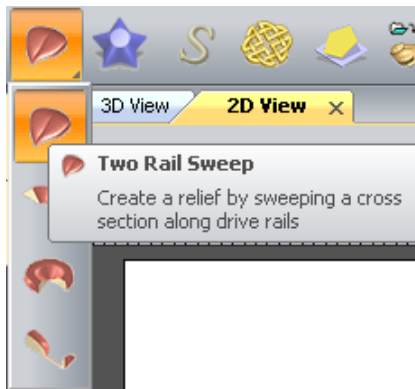 3D View
2D View
Two Rail Sweep
Create a relief by sweeping a cross
section along drive rails